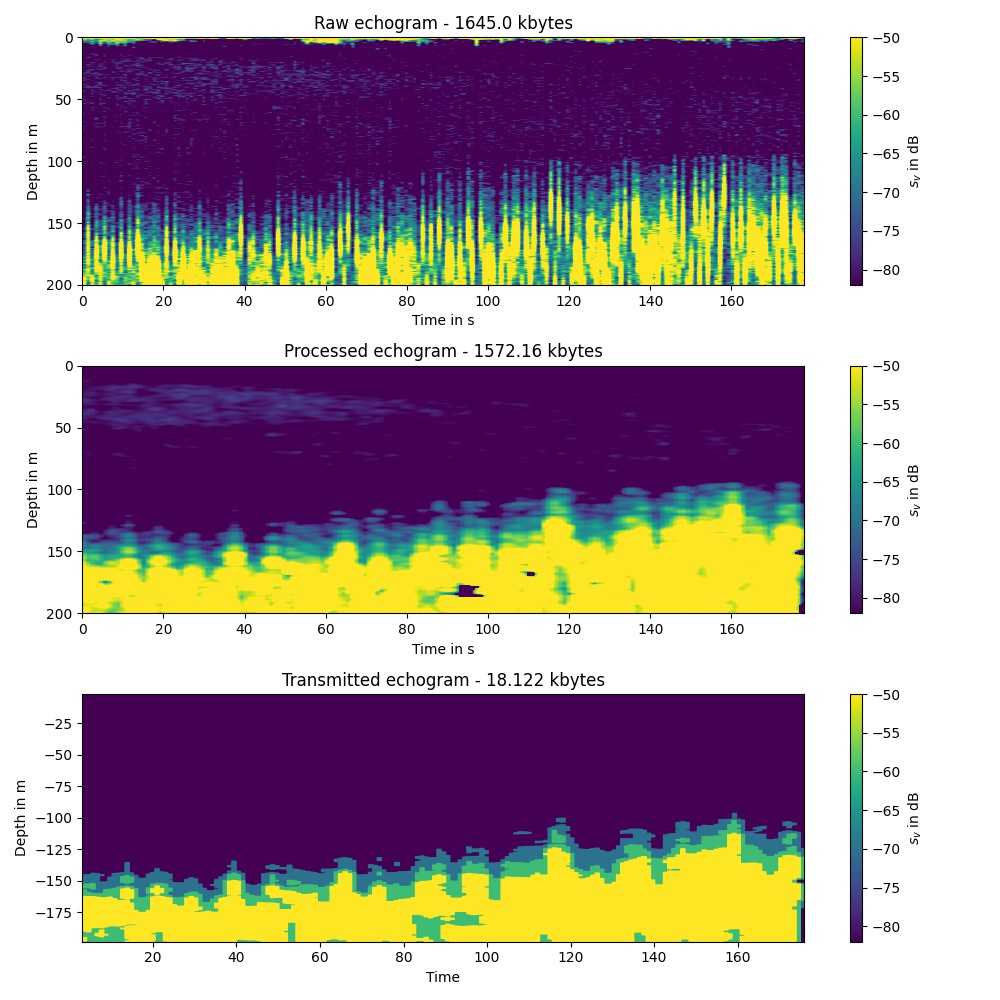 Raw echogram - 1645.0 kbytes
0
50
100
150
200
Depth in m
0 20 40 60 80 100 120 140 160
Time in s
−50
−55
−60
−65
−70
−75
−80
sv in dB
Processed echogram - 1572.16 kbytes
0
50
100
150
200
Depth in m
0 20 40 60 80 100 120 140 160
Time in s
−50
−55
−60
−65
−70
−75
−80
sv in dB
Transmitted echogram - 18.122 kbytes
−25
−50
−75
−100
−125
−150
−175
Depth in m
20 40 60 80 100 120 140 160
Time
−50
−55
−60
−65
−70
−75
−80
sv in dB